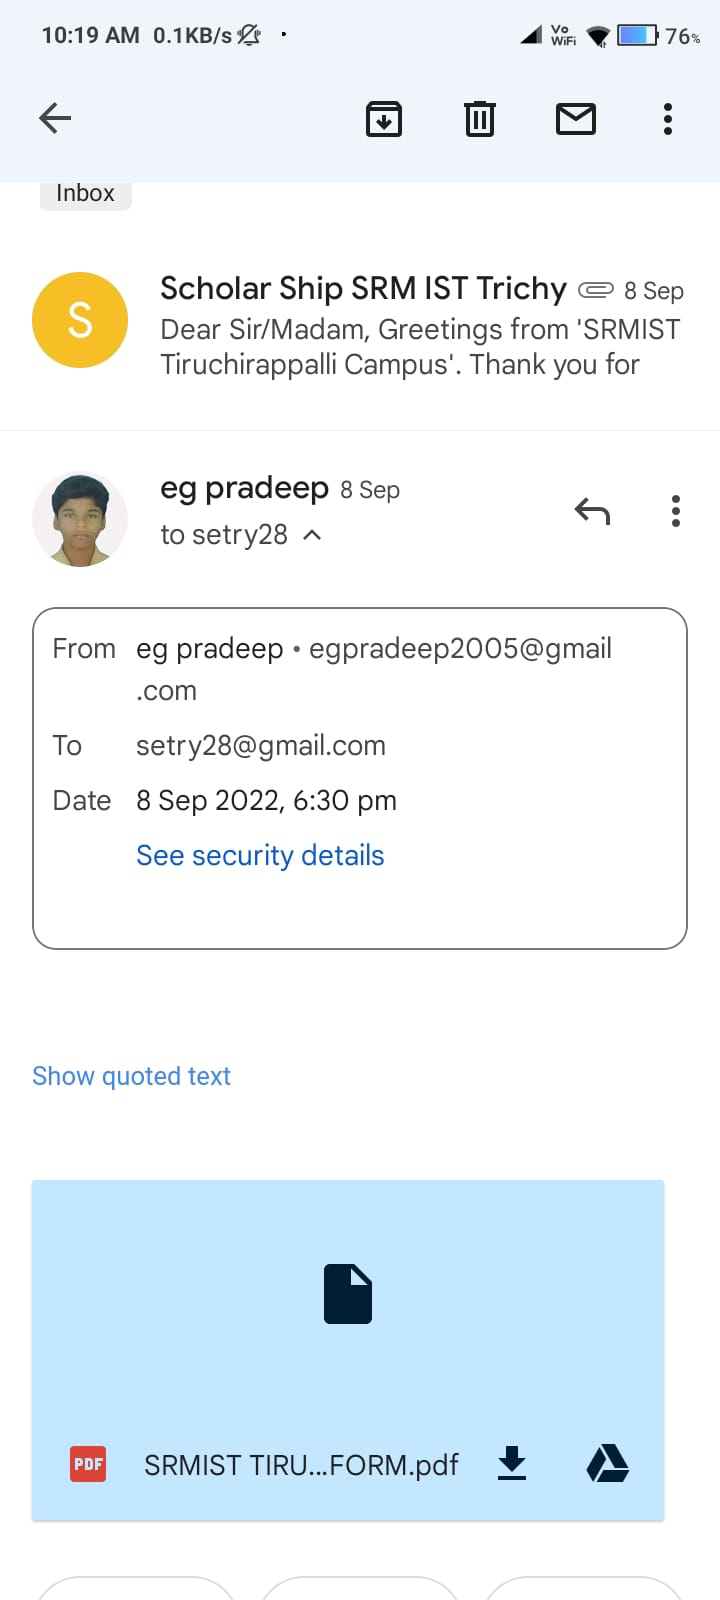 10:19 AM 0.1KB/s Vo WiFi 76%
Inbox
S
Scholar Ship SRM IST Trichy 8 Sep
Dear Sir/Madam, Greetings from 'SRMIST
Tiruchirappalli Campus'. Thank you for
eg pradeep 8 Sep
to setry28
From eg pradeep • egpradeep2005@gmail
.com
To setry28@gmail.com
Date 8 Sep 2022, 6:30 pm
See security details
Show quoted text
PDF SRMIST TIRU...FORM.pdf